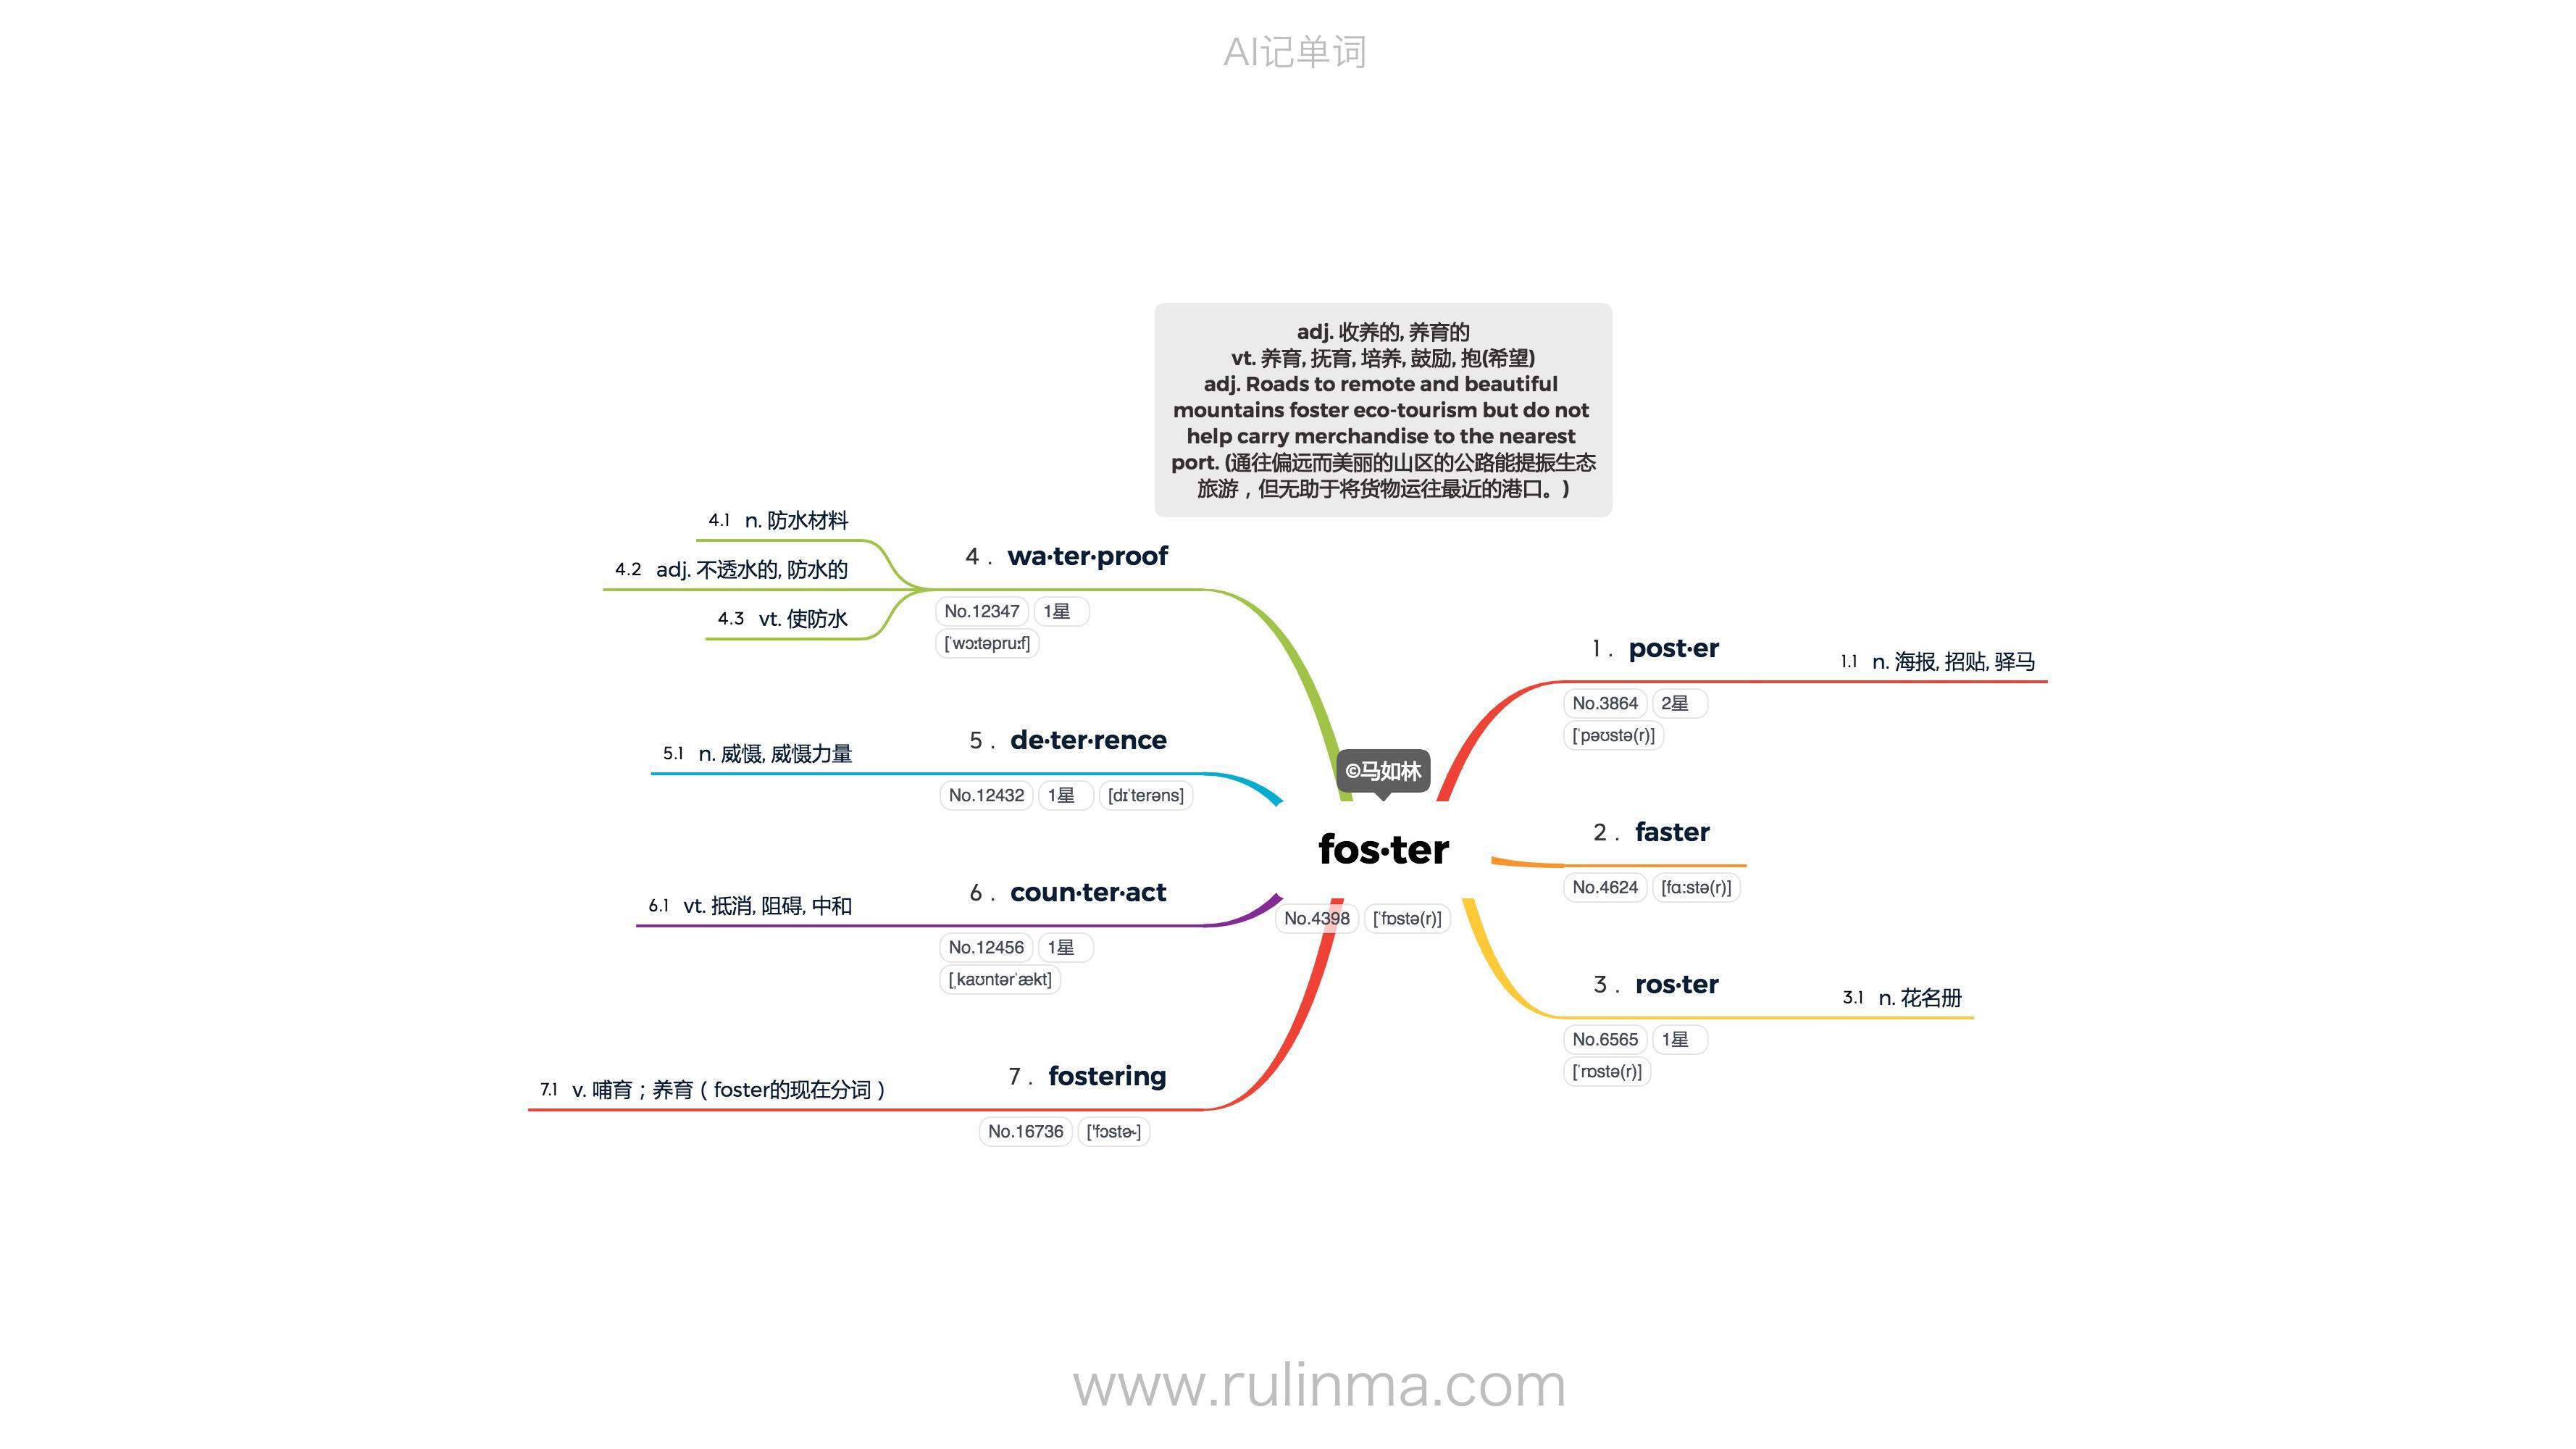 AI记单词
adj. 收养的, 养育的
vt. 养育, 抚育, 培养, 鼓励, 抱(希望)
adj. Roads to remote and beautiful
mountains foster eco-tourism but do not
help carry merchandise to the nearest
port. (通往偏远而美丽的山区的公路能提振生态
旅游，但无助于将货物运往最近的港口。)
©马如林
fos·ter
No.4398 [ˈfɒstə(r)]
1 . post·er
No.3864 2星
[ˈpəʊstə(r)]
1.1 n. 海报, 招贴, 驿马
2 . faster
No.4624 [fɑ:stə(r)]
3 . ros·ter
No.6565 1星
[ˈrɒstə(r)]
3.1 n. 花名册
4 . wa·ter·proof
No.12347 1星
[ˈwɔːtəpruːf]
4.1 n. 防水材料
4.2 adj. 不透水的, 防水的
4.3 vt. 使防水
5 . de·ter·rence
No.12432 1星 [dɪˈterəns]
5.1 n. 威慑, 威慑力量
6 . coun·ter·act
No.12456 1星
[ˌkaʊntərˈækt]
6.1 vt. 抵消, 阻碍, 中和
7 . fostering
No.16736 ['fɔstɚ]
7.1 v. 哺育；养育（foster的现在分词）
www.rulinma.com